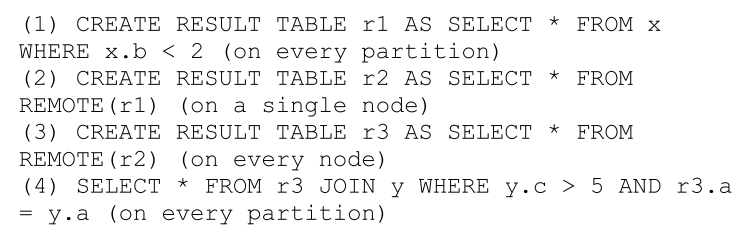 (1) CREATE RESULT TABLE r1 AS SELECT * FROM x
WHERE x.b < 2 (on every partition)
(2) CREATE RESULT TABLE r2 AS SELECT * FROM
REMOTE(r1) (on a single node)
(3) CREATE RESULT TABLE r3 AS SELECT * FROM
REMOTE(r2) (on every node)
(4) SELECT * FROM r3 JOIN y WHERE y.c > 5 AND r3.a
= y.a (on every partition)